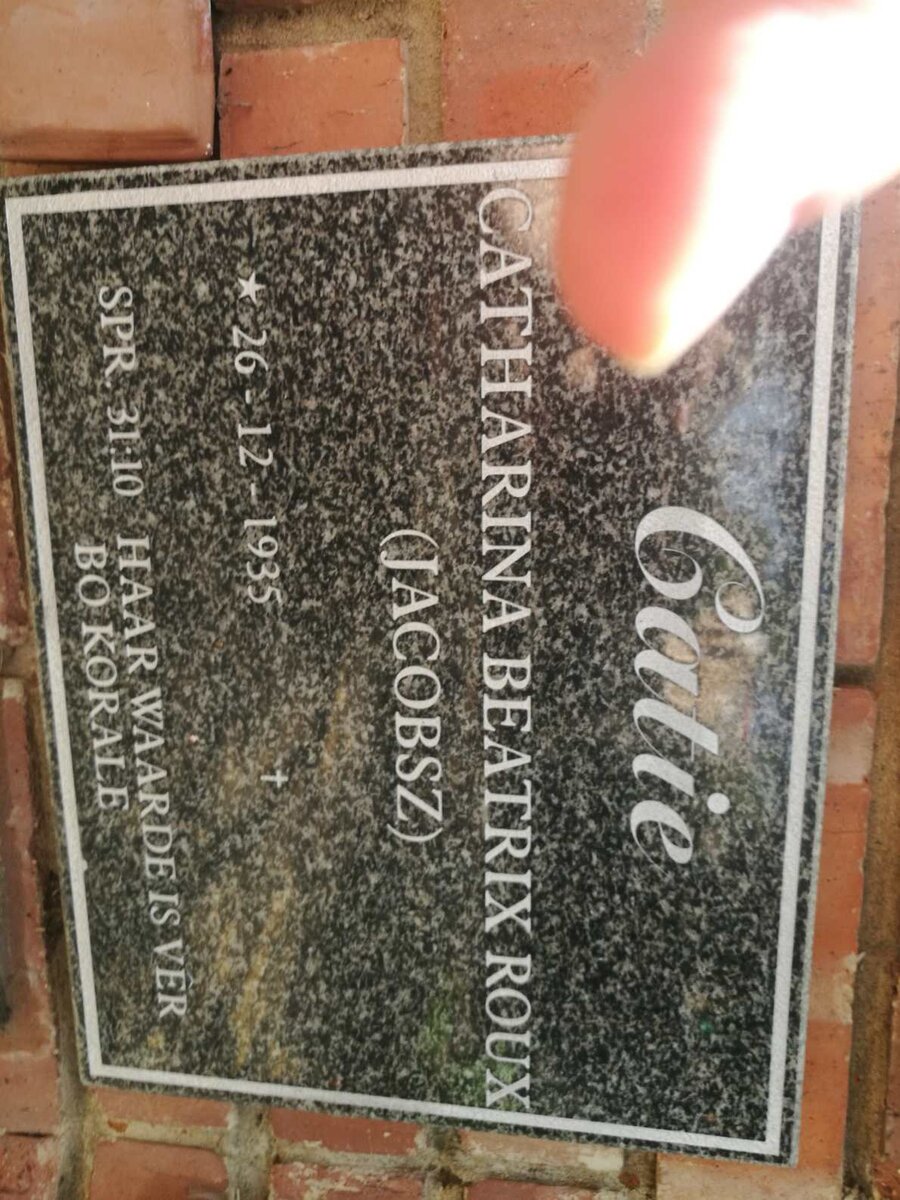 Catie
CATHARINA BEATRIX ROUX
(JACOBSZ)
★ 26 - 12 - 1935 †
SPR. 31:10 HAAR WAARDE IS VÊR
BO KORALE